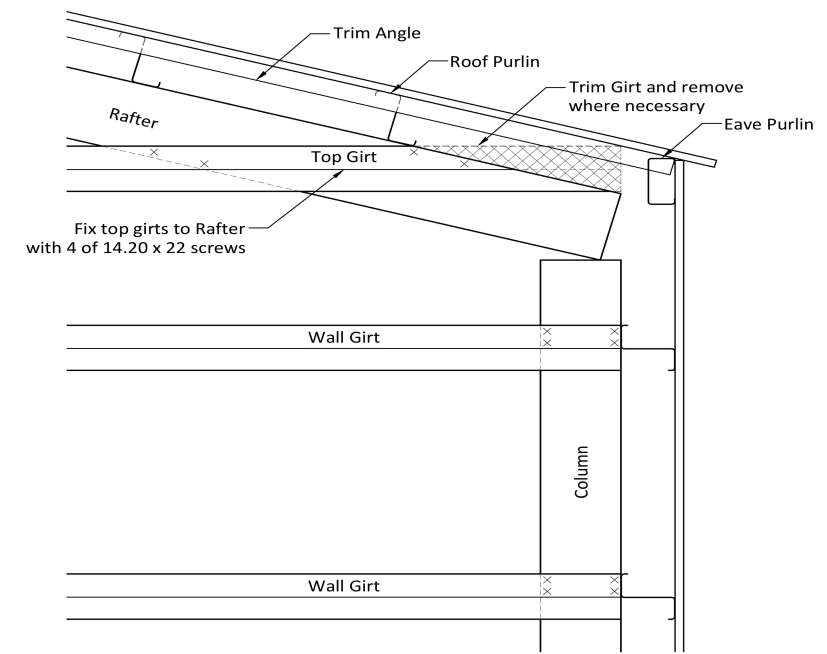 Trim Angle
Roof Purlin
Trim Girt and remove
where necessary
Eave Purlin
Rafter
Top Girt
Fix top girts to Rafter
with 4 of 14.20 x 22 screws
Wall Girt
Column
Wall Girt